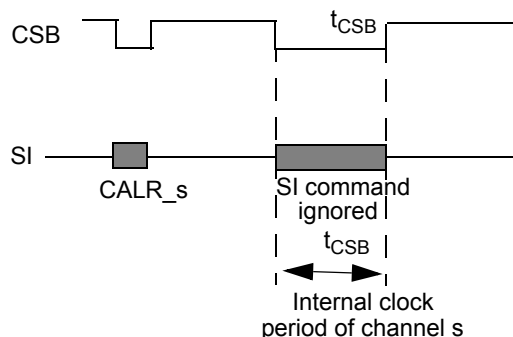 CSB
t_CSB
SI
CALR_s
SI command
ignored
t_CSB
Internal clock
period of channel s